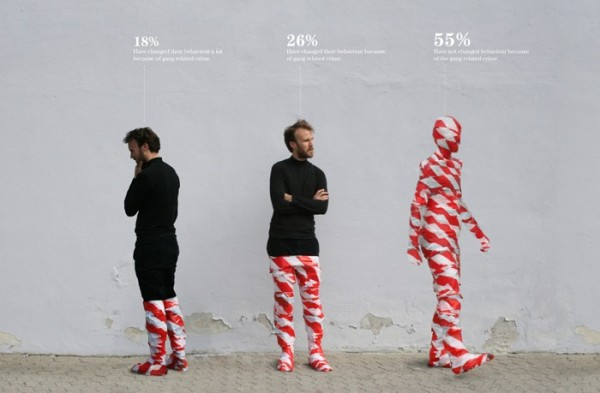 18%
Have changed their behaviour a lot
because of gang related crime
26%
Have changed their behaviour because
of gang related crime
55%
Have not changed behaviour because
of the gang related crime